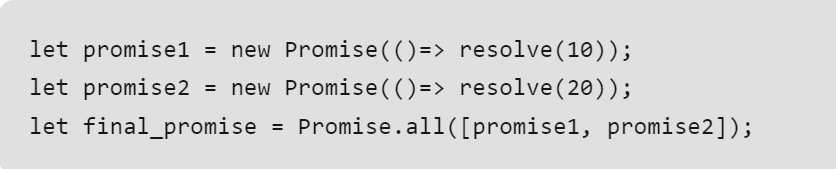 let promise1 = new Promise(()=> resolve(10));
let promise2 = new Promise(()=> resolve(20));
let final_promise = Promise.all([promise1, promise2]);